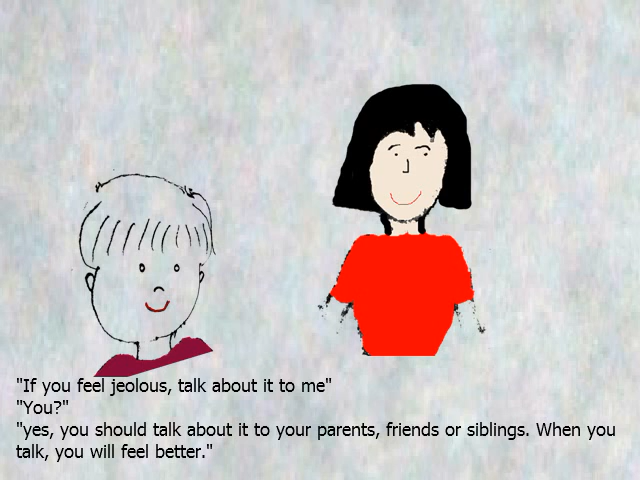 "If you feel jeolous, talk about it to me"
"You?"
"yes, you should talk about it to your parents, friends or siblings. When you
talk, you will feel better."